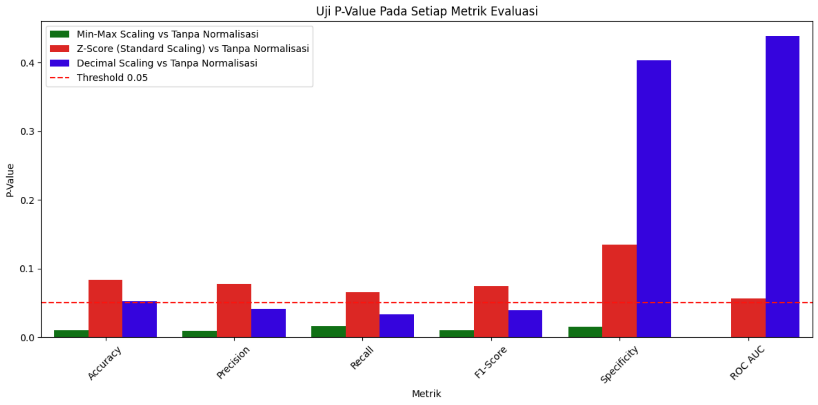 Uji P-Value Pada Setiap Metrik Evaluasi
Min-Max Scaling vs Tanpa Normalisasi
Z-Score (Standard Scaling) vs Tanpa Normalisasi
Decimal Scaling vs Tanpa Normalisasi
Threshold 0.05
P-Value
0.4
0.3
0.2
0.1
0.0
Accuracy
Precision
Recall
F1-Score
Specificity
ROC AUC
Metrik